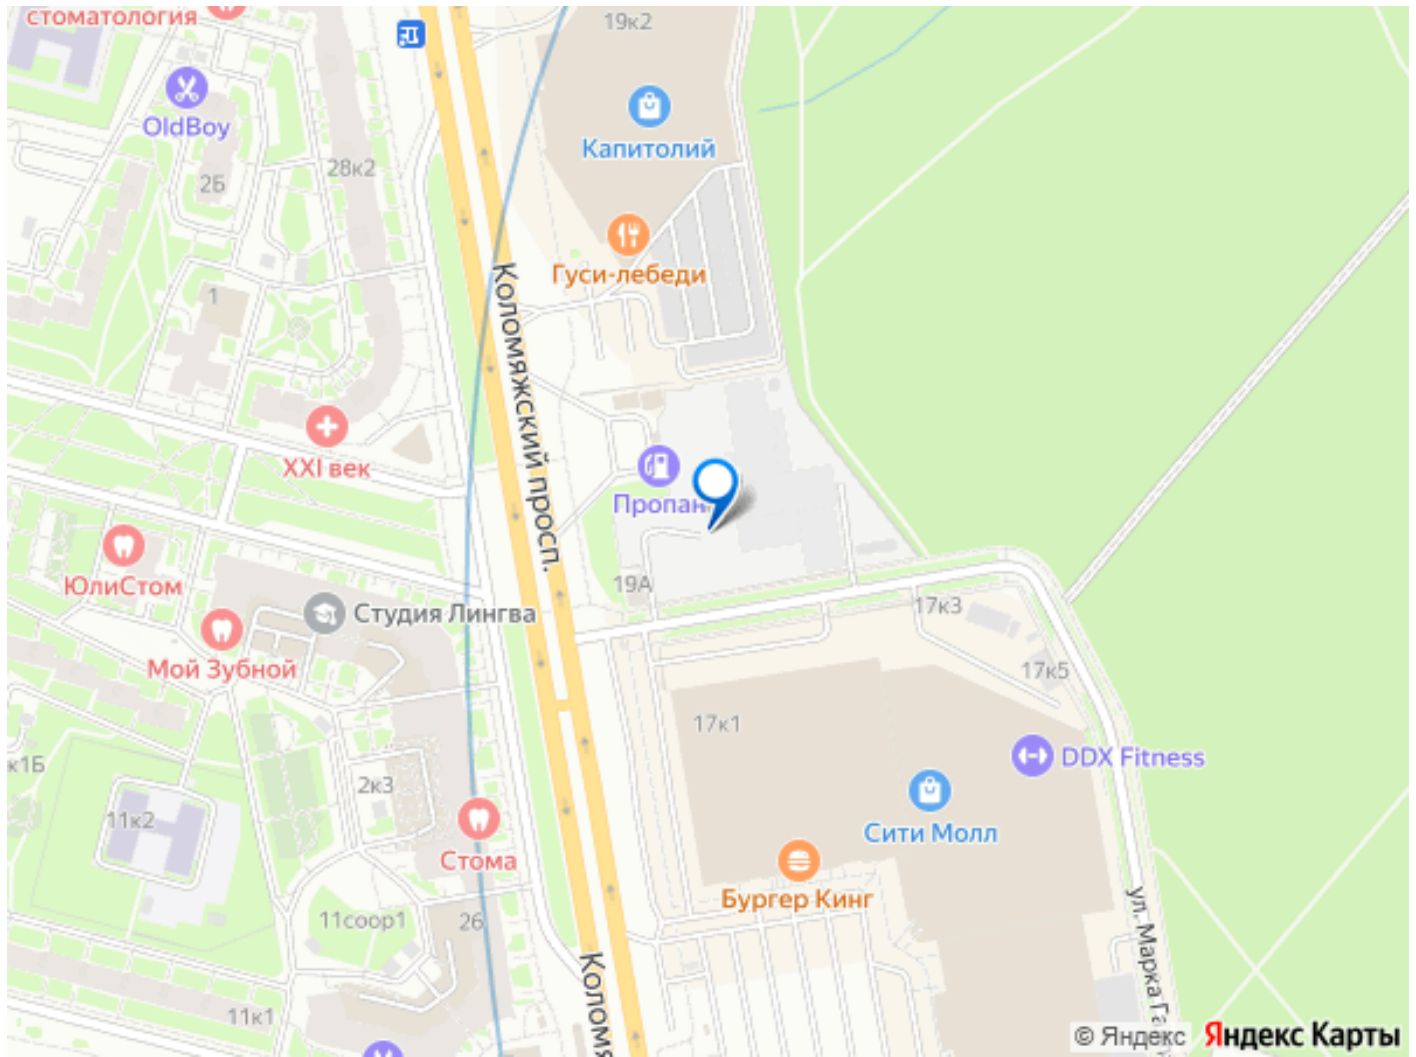 стоматология
19к2
OldBoy
Капитолий
28к2
2Б
Гуси-лебеди
1
Коломяжский просп.
XXI век
Пропан
ЮлиСтом
19А
Студия Лингва
17к3
Мой Зубной
17к5
17к1
DDX Fitness
к1Б
2к3
11к2
Сити Молл
Стома
Бургер Кинг
11соор1
26
ул. Марка Га
Коломя
11к1
© Яндекс Яндекс Карты